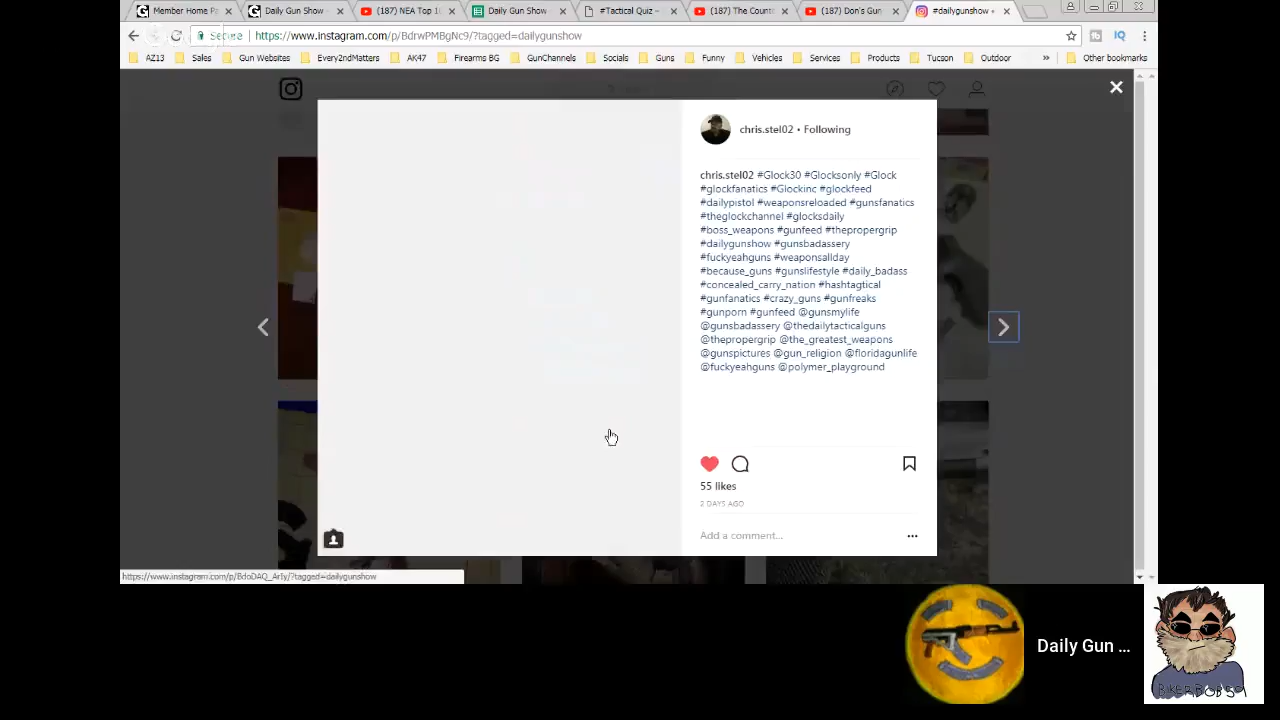 Member Home Pa
Daily Gun Show -
(187) NEA Top 1
Daily Gun Show
#Tactical Quiz -
(187) The Count
(187) Don's Gun
#dailygunshow •
Secure
https://www.instagram.com/p/BdrwPMBgNc9/?tagged=dailygunshow
AZ13 Sales Gun Websites Every2ndMatters AK47 Firearms BG GunChannels Socials Guns Funny Vehicles Services Products Tucson Outdoor » Other bookmarks
chris.stel02 • Following
chris.stel02 #Glock30 #Glocksonly #Glock
#glockfanatics #Glockinc #glockfeed
#dailypistol #weaponsreloaded #gunsfanatics
#theglockchannel #glocksdaily
#boss_weapons #gunfeed #thepropergrip
#dailygunshow #gunsbadassery
#fuckyeahguns #weaponsallday
#because_guns #gunslifestyle #daily_badass
#concealed_carry_nation #hashtagtical
#gunfanatics #crazy_guns #gunfreaks
#gunporn #gunfeed @gunsmylife
@gunsbadassery @thedailytacticalguns
@thepropergrip @the_greatest_weapons
@gunspictures @gun_religion @floridagunlife
@fuckyeahguns @polymer_playground
55 likes
2 DAYS AGO
Add a comment...
https://www.instagram.com/p/BdoDAQ_ArIy/?tagged=dailygunshow
Daily Gun ...
BIKERBOB59